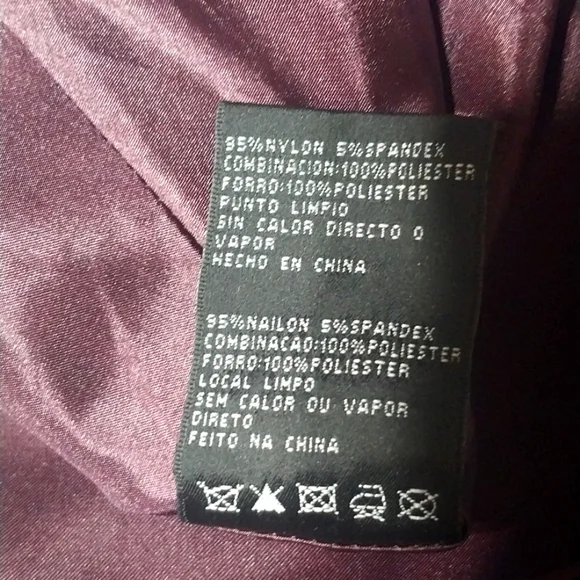 95%NYLON 5%SPANDEX
COMBINACION:100%POLIESTER
FORRO:100%POLIESTER
PUNTO LIMPIO
SIN CALOR DIRECTO O
VAPOR
HECHO EN CHINA
95%NAILON 5%SPANDEX
COMBINACAO:100%POLIESTER
FORRO:100%POLIESTER
LOCAL LIMPO
SEM CALOR OU VAPOR
DIRETO
FEITO NA CHINA